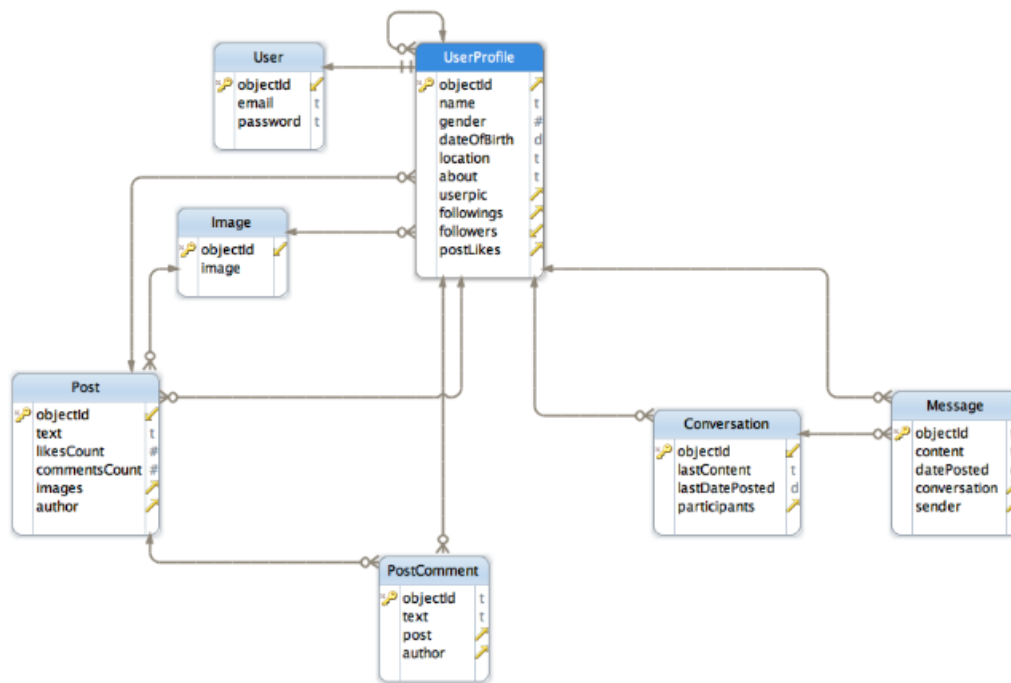 User
objectId
email t
password t
UserProfile
objectId
name t
gender #
dateOfBirth d
location t
about t
userpic
followings
followers
postLikes
Image
objectId
image
Post
objectId
text t
likesCount #
commentsCount #
images
author
PostComment
objectId t
text t
post
author
Conversation
objectId
lastContent t
lastDatePosted d
participants
Message
objectId
content
datePosted
conversation
sender